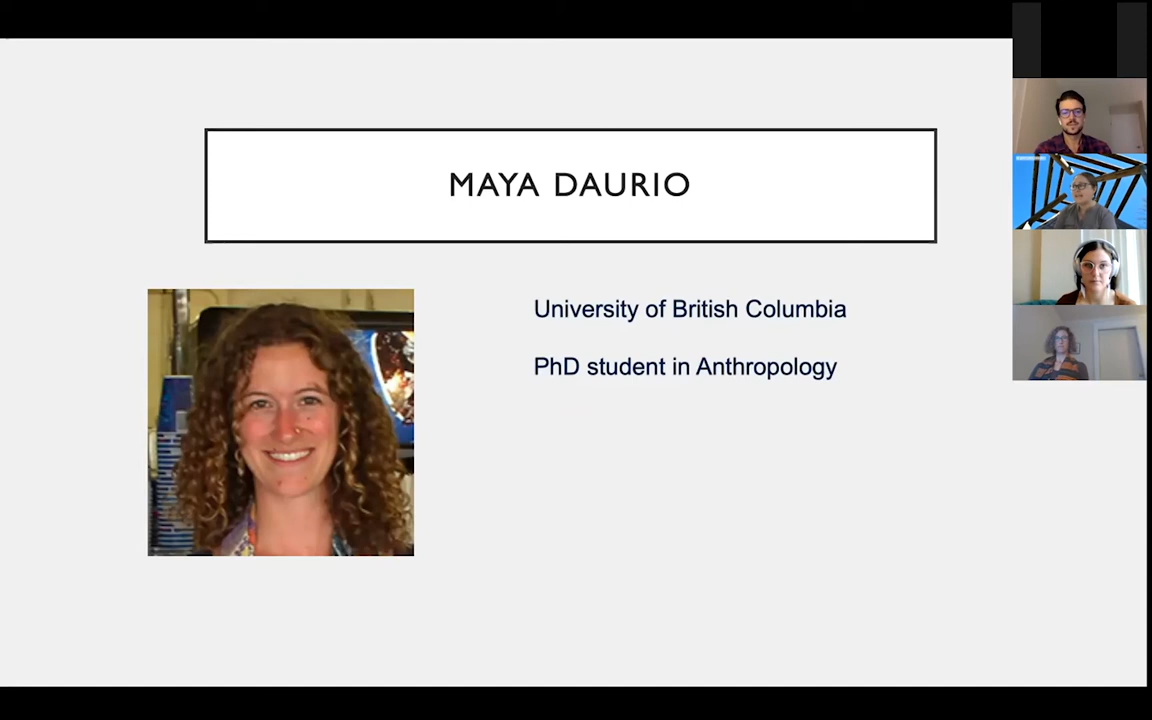 MAYA DAURIO
University of British Columbia
PhD student in Anthropology